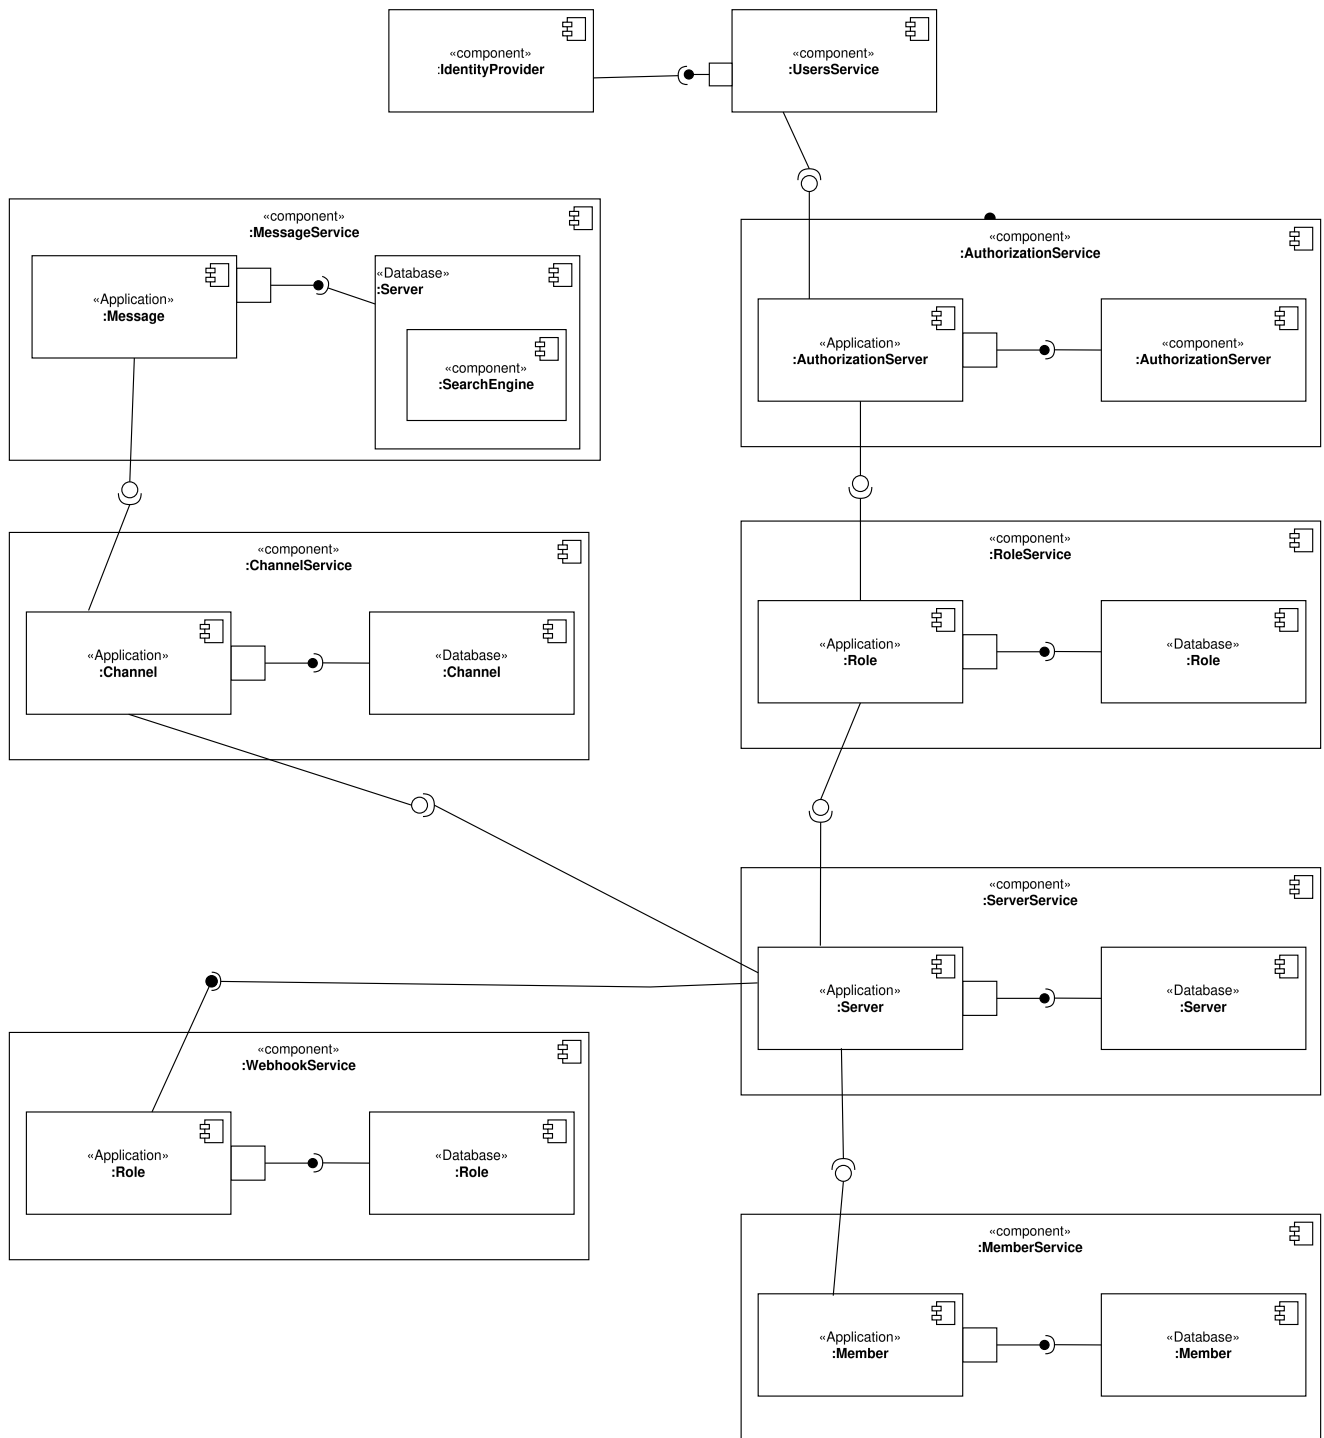 «component»
:IdentityProvider
«component»
:UsersService
«component»
:MessageService
«Application»
:Message
«Database»
:Server
«component»
:SearchEngine
«component»
:AuthorizationService
«Application»
:AuthorizationServer
«component»
:AuthorizationServer
«component»
:ChannelService
«Application»
:Channel
«Database»
:Channel
«component»
:RoleService
«Application»
:Role
«Database»
:Role
«component»
:ServerService
«Application»
:Server
«Database»
:Server
«component»
:WebhookService
«Application»
:Role
«Database»
:Role
«component»
:MemberService
«Application»
:Member
«Database»
:Member